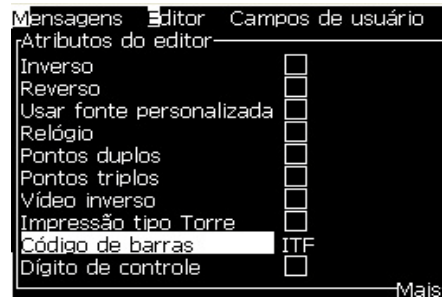 Mensagens Editor Campos de usuário
Atributos do editor
Inverso
Reverso
Usar fonte personalizada
Relógio
Pontos duplos
Pontos triplos
Vídeo inverso
Impressão tipo Torre
Código de barras ITF
Dígito de controle
Mais